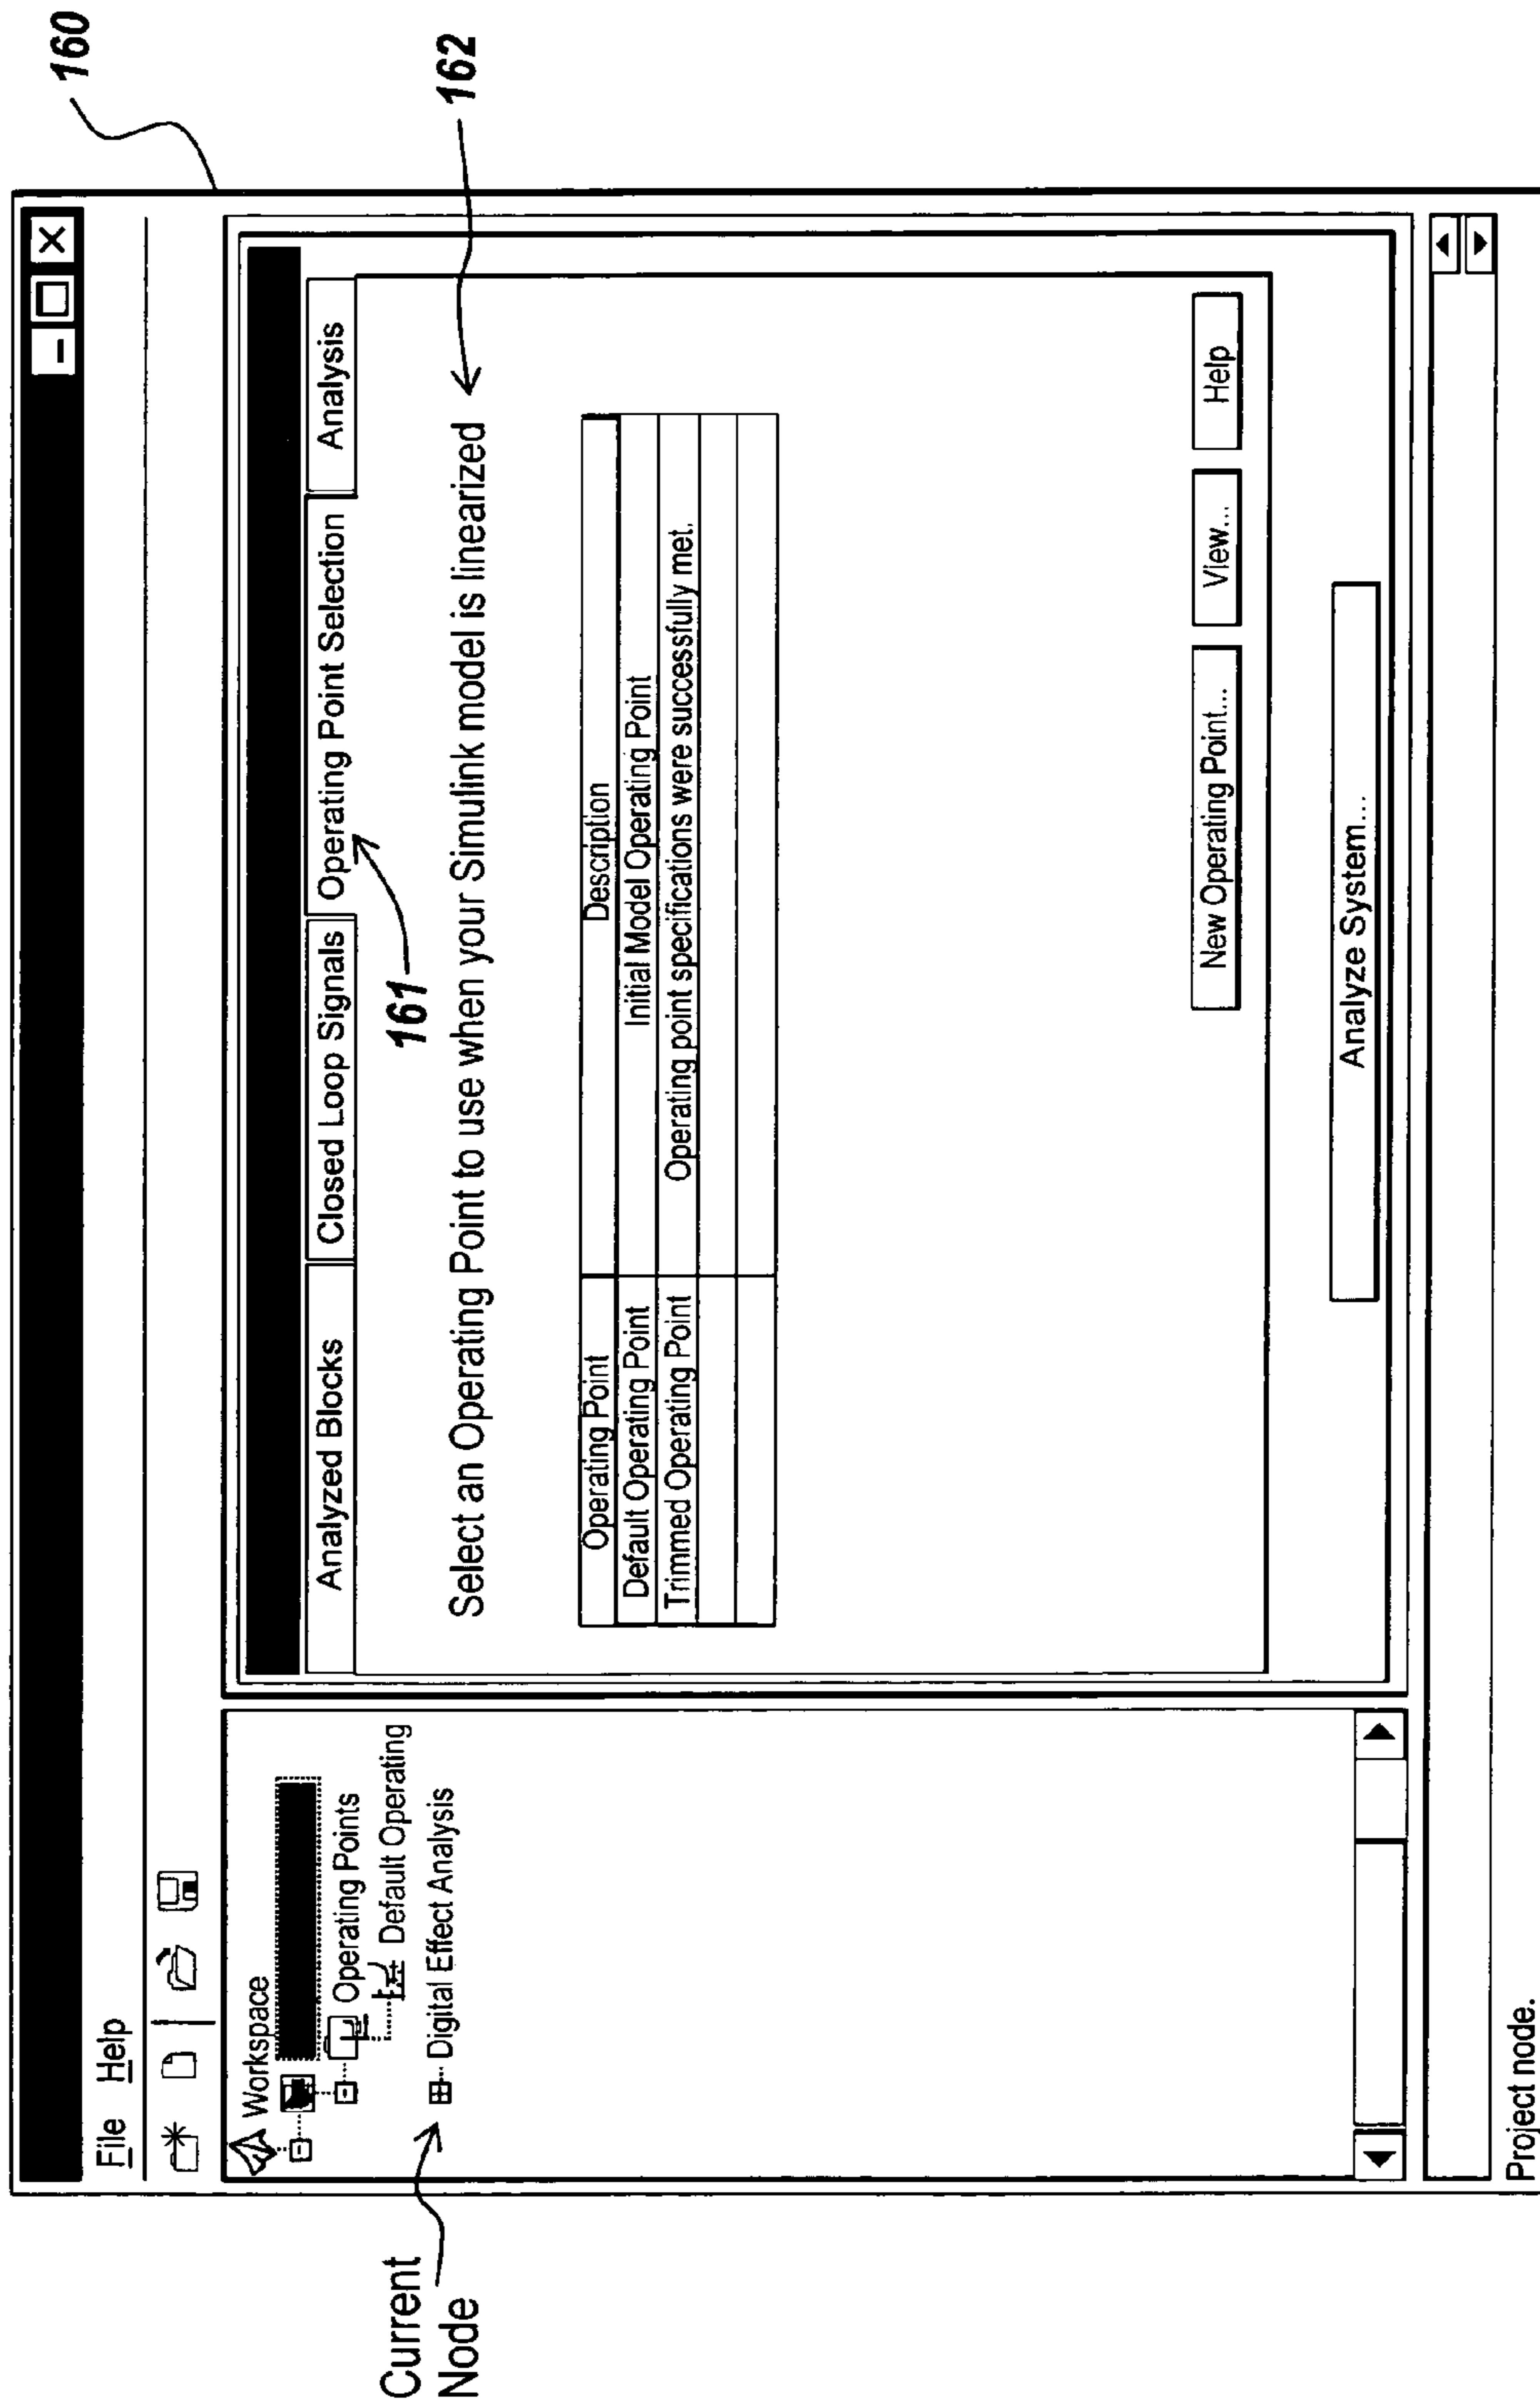 160
File Help
Workspace
Operating Points
Default Operating
Digital Effect Analysis
Current
Node
Analyzed Blocks
Closed Loop Signals
Operating Point Selection
Analysis
161
Select an Operating Point to use when your Simulink model is linearized
162
Operating Point Description
Default Operating Point Initial Model Operating Point
Trimmed Operating Point Operating point specifications were successfully met.
New Operating Point...
View...
Help
Analyze System...
Project node.